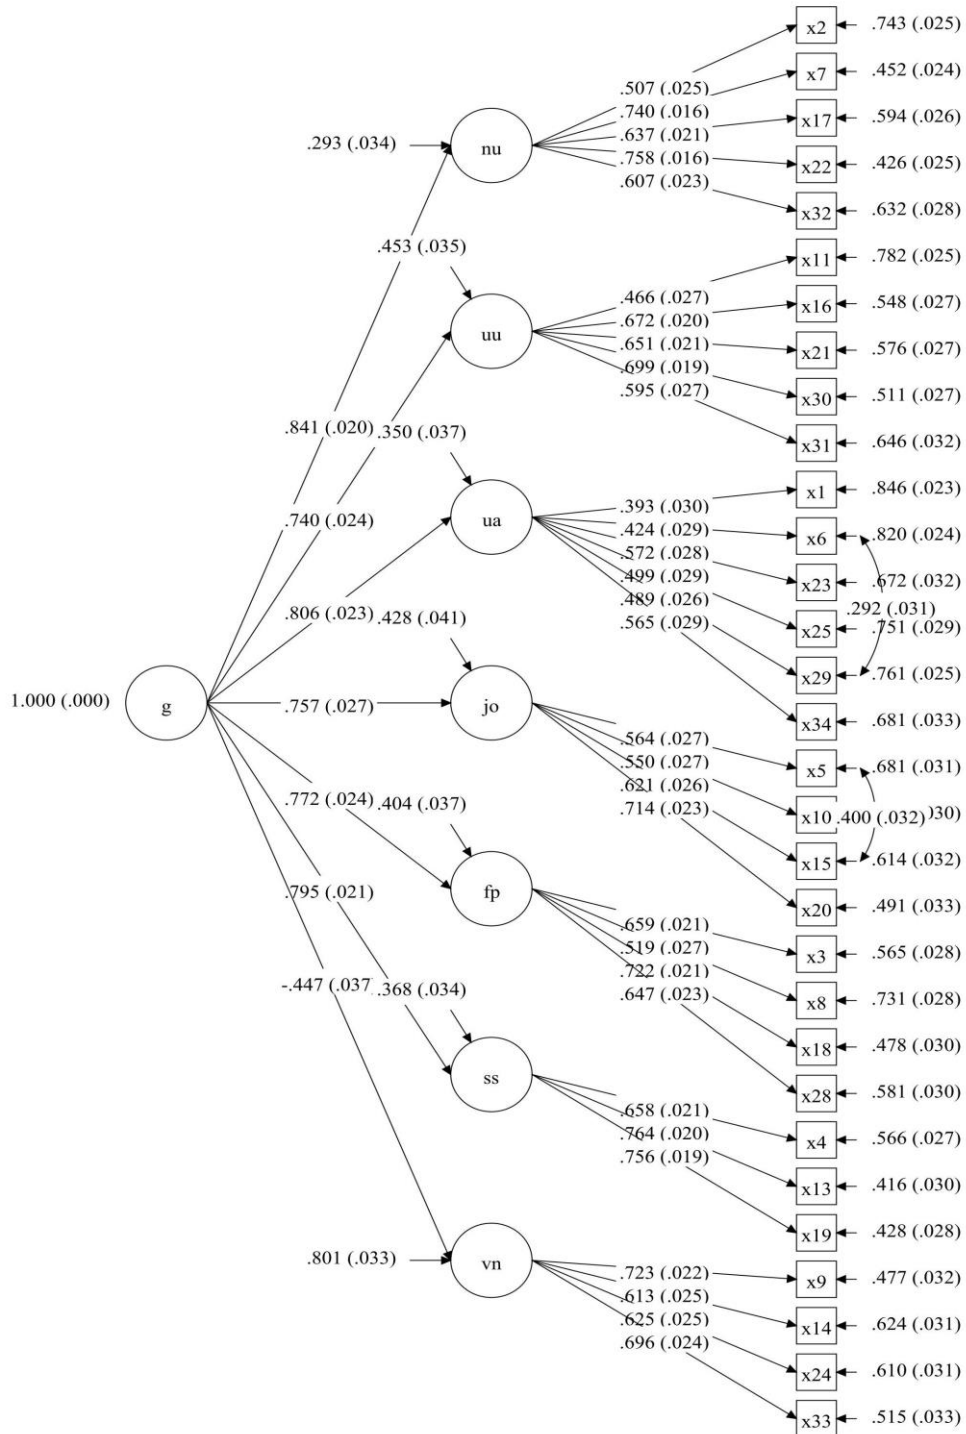 x2 .743 (.025)
x7 .452 (.024)
.507 (.025)
.740 (.016)
x17 .594 (.026)
.637 (.021)
.293 (.034) nu
.758 (.016)
x22 .426 (.025)
.607 (.023)
x32 .632 (.028)
.453 (.035)
x11 .782 (.025)
.466 (.027)
x16 .548 (.027)
.672 (.020)
uu
.651 (.021)
x21 .576 (.027)
.699 (.019)
.595 (.027)
x30 .511 (.027)
.841 (.020) .350 (.037)
x31 .646 (.032)
x1 .846 (.023)
.393 (.030)
.740 (.024)
ua
.424 (.029)
x6 .820 (.024)
.572 (.028)
.499 (.029)
x23 .672 (.032)
.489 (.026)
.292 (.031)
.806 (.023) .428 (.041)
.565 (.029)
x25 .751 (.029)
x29 .761 (.025)
1.000 (.000) g
.757 (.027)
jo
x34 .681 (.033)
.564 (.027)
.550 (.027)
x5 .681 (.031)
.621 (.026)
.772 (.024) .404 (.037)
.714 (.023)
x10 .400 (.032) 30)
x15 .614 (.032)
.795 (.021)
fp
x20 .491 (.033)
.659 (.021)
.519 (.027)
x3 .565 (.028)
.722 (.021)
-.447 (.037) .368 (.034)
.647 (.023)
x8 .731 (.028)
x18 .478 (.030)
ss
x28 .581 (.030)
.658 (.021)
.764 (.020)
x4 .566 (.027)
.756 (.019)
x13 .416 (.030)
x19 .428 (.028)
.801 (.033) vn
.723 (.022)
x9 .477 (.032)
.613 (.025)
.625 (.025)
x14 .624 (.031)
.696 (.024)
x24 .610 (.031)
x33 .515 (.033)